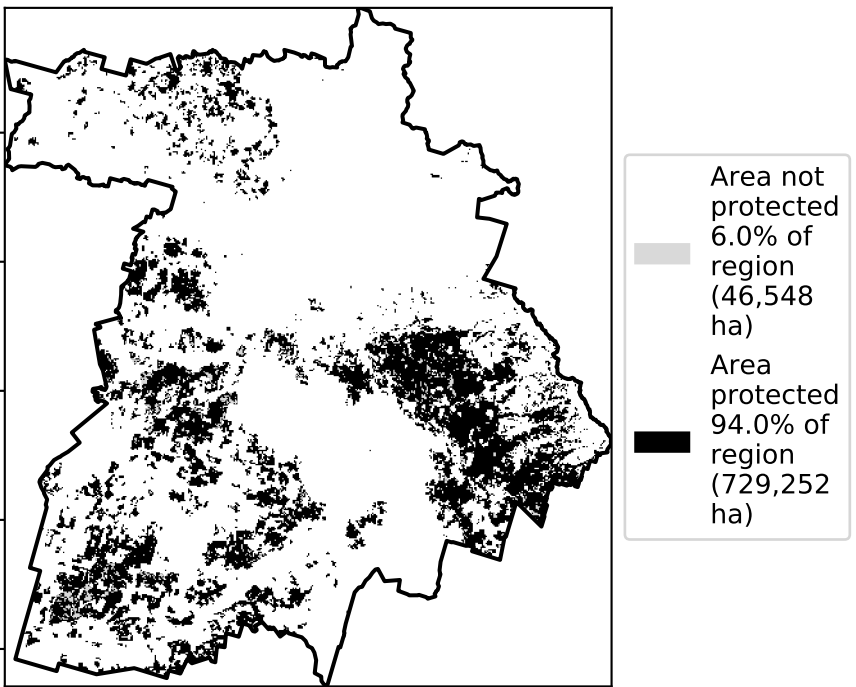 Area not
protected
6.0% of
region
(46,548
ha)
Area
protected
94.0% of
region
(729,252
ha)